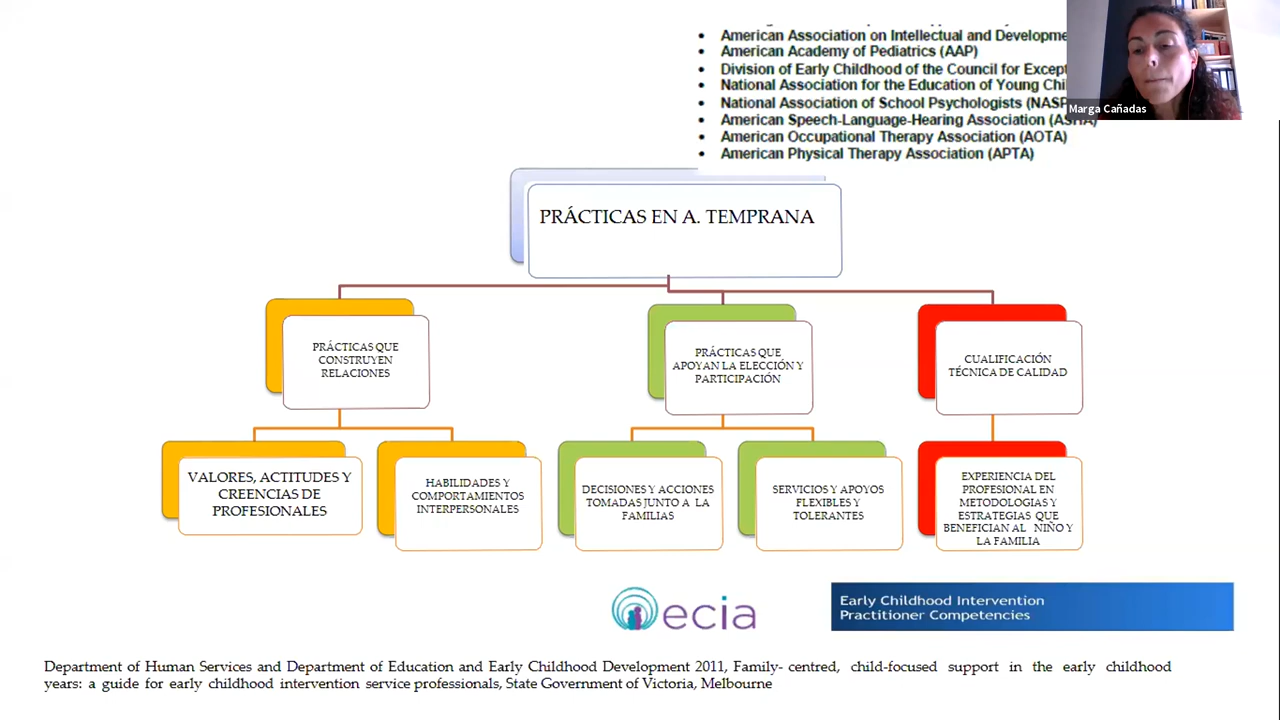 American Association on Intellectual and
American Academy of Pediatrics (AAP)
Division of Early Childhood of the Council for
National Association for the Education of Young
National Association of School Psychologists
American Speech-Language-Hearing Association (ASHA)
American Occupational Therapy Association (AOTA)
American Physical Therapy Association (APTA)
Marga Cañadas
PRÁCTICAS EN A. TEMPRANA
PRÁCTICAS QUE
CONSTRUYEN
RELACIONES
PRÁCTICAS QUE
APOYAN LA ELECCIÓN Y
PARTICIPACIÓN
CUALIFICACIÓN
TÉCNICA DE CALIDAD
VALORES, ACTITUDES Y
CREENCIAS DE
PROFESIONALES
HABILIDADES Y
COMPORTAMIENTOS
INTERPERSONALES
DECISIONES Y ACCIONES
TOMADAS JUNTO A LA
FAMILIAS
SERVICIOS Y APOYOS
FLEXIBLES Y
TOLERANTES
EXPERIENCIA DEL
PROFESIONAL EN
METODOLOGIAS Y
ESTRATEGIAS QUE
BENEFICIAN AL NIÑO Y
LA FAMILIA
ecia
Early Childhood Intervention
Practitioner Competencies
Department of Human Services and Department of Education and Early Childhood Development 2011, Family- centred, child-focused support in the early childhood
years: a guide for early childhood intervention service professionals, State Government of Victoria, Melbourne